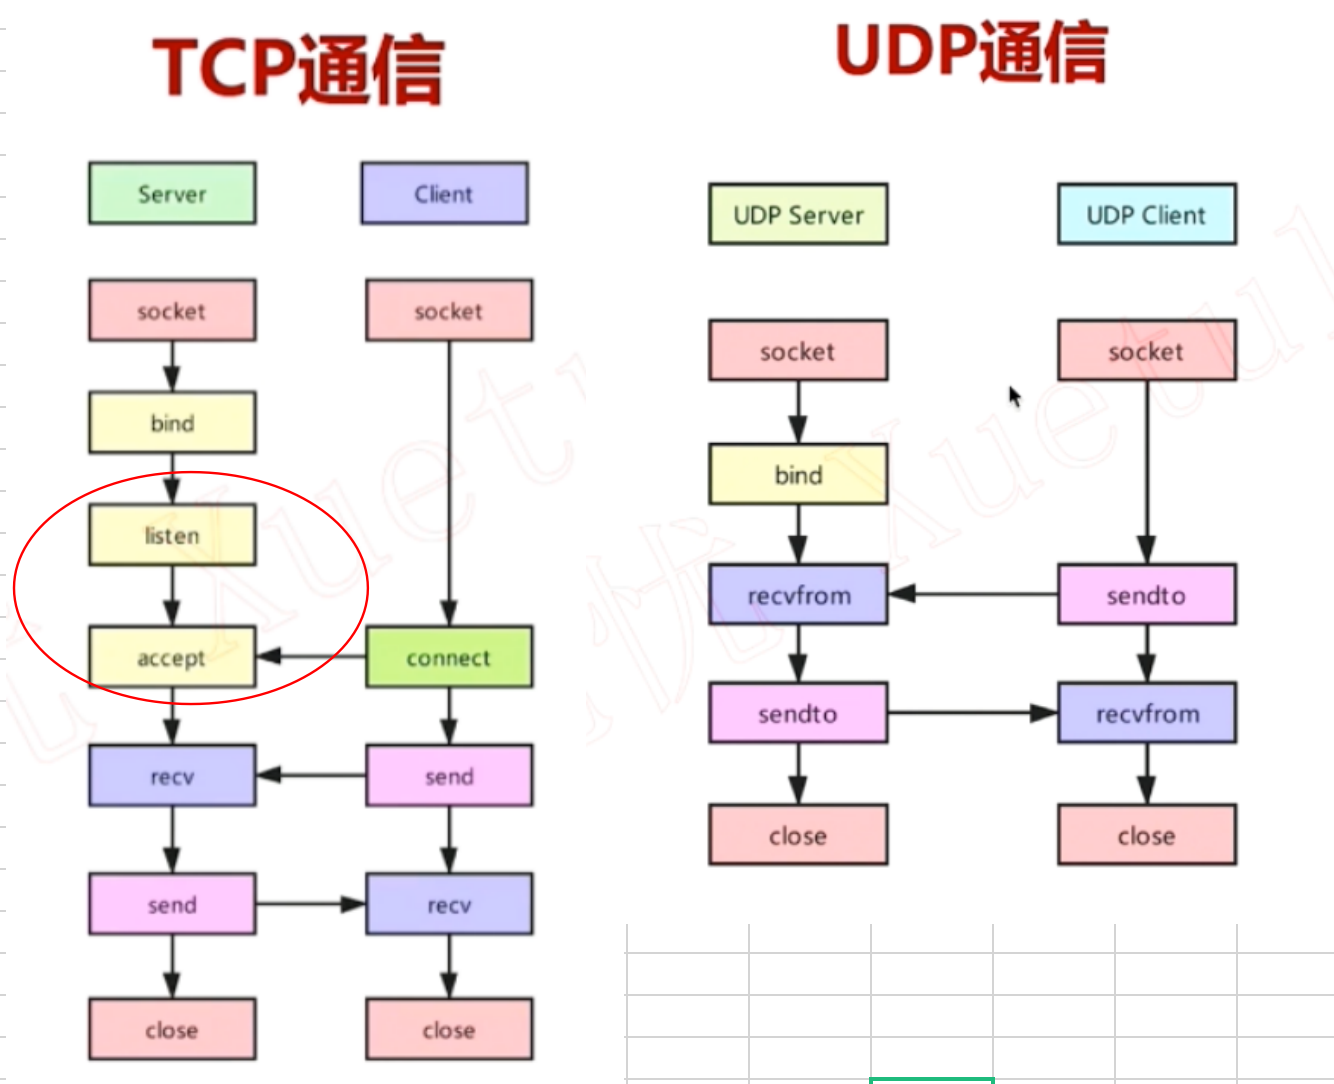 TCP通信
Server
Client
socket
socket
bind
listen
accept
connect
recv
send
send
recv
close
close
UDP通信
UDP Server
UDP Client
socket
socket
bind
recvfrom
sendto
sendto
recvfrom
close
close